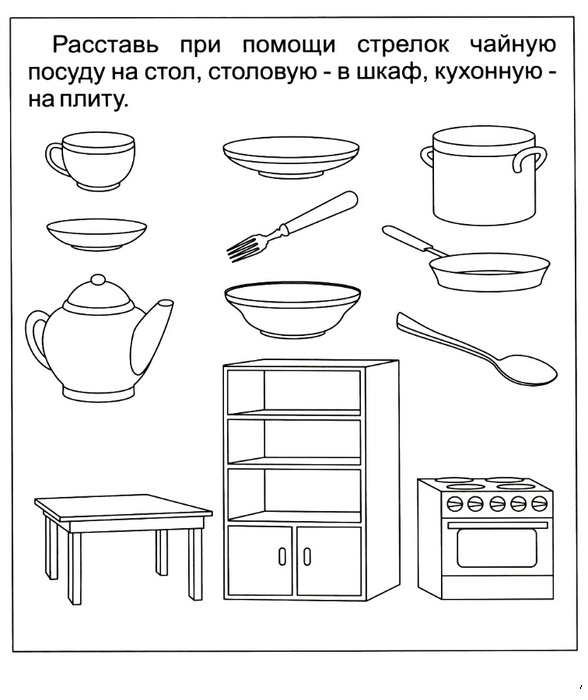 Расставь при помощи стрелок чайную
посуду на стол, столовую - в шкаф, кухонную -
на плиту.